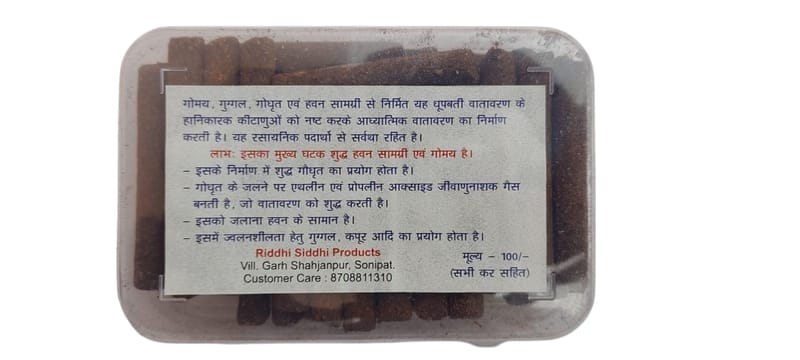 गोमय, गुग्गल, गोघृत एवं हवन सामग्री से निर्मित यह धूपबती वातावरण के
हानिकारक कीटाणुओं को नष्ट करके आध्यात्मिक वातावरण का निर्माण
करती है। यह रसायनिक पदार्थो से सर्वथा रहित है।
लाभः इसका मुख्य घटक शुद्ध हवन सामग्री एवं गोमय है।
– इसके निर्माण में शुद्ध गौघृत का प्रयोग होता है।
– गोघृत के जलने पर एथलीन एवं प्रोपलीन आक्साइड जीवाणुनाशक गैस
बनती है, जो वातावरण को शुद्ध करती है।
– इसको जलाना हवन के सामान है।
– इसमें ज्वलनशीलता हेतु गुग्गल, कपूर आदि का प्रयोग होता है।
Riddhi Siddhi Products
Vill. Garh Shahjanpur, Sonipat.
Customer Care : 8708811310
मूल्य – 100/–
(सभी कर सहित)